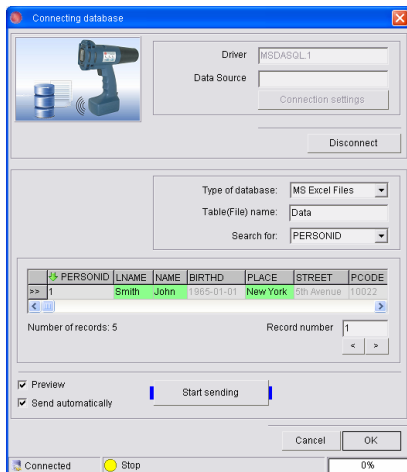 Connecting database
Driver MSDASQL.1
Data Source
Connection settings
Disconnect
Type of database: MS Excel Files
Table(File) name: Data
Search for: PERSONID
PERSONID LNAME NAME BIRTHD PLACE STREET PCODE
>> 1 Smith John 1965-01-01 New York 5th Avenue 10022
Number of records: 5 Record number 1
< >
Preview
Send automatically
Start sending
Cancel OK
Connected Stop 0%